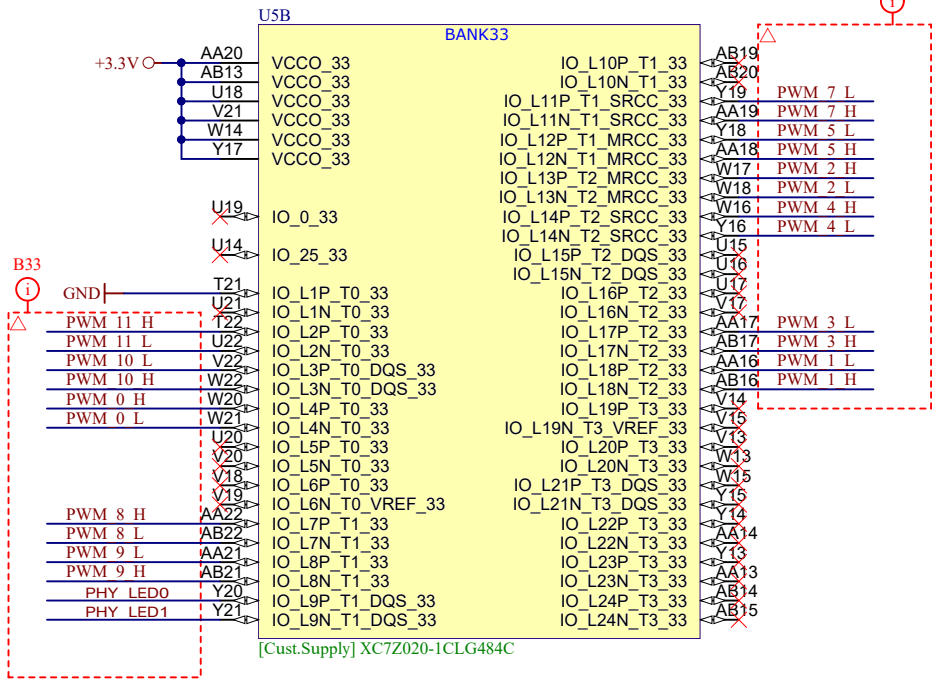 U5B
BANK33
i
+3.3V
AA20 VCCO_33
AB13 VCCO_33
U18 VCCO_33
V21 VCCO_33
W14 VCCO_33
Y17 VCCO_33
U19 IO_0_33
U14 IO_25_33
B33
i
GND T21 IO_L1P_T0_33
U21 IO_L1N_T0_33
PWM_11_H T22 IO_L2P_T0_33
PWM_11_L U22 IO_L2N_T0_33
PWM_10_L V22 IO_L3P_T0_DQS_33
PWM_10_H W22 IO_L3N_T0_DQS_33
PWM_0_H W20 IO_L4P_T0_33
PWM_0_L W21 IO_L4N_T0_33
U20 IO_L5P_T0_33
V20 IO_L5N_T0_33
V18 IO_L6P_T0_33
V19 IO_L6N_T0_VREF_33
PWM_8_H AA22 IO_L7P_T1_33
PWM_8_L AB22 IO_L7N_T1_33
PWM_9_L AA21 IO_L8P_T1_33
PWM_9_H AB21 IO_L8N_T1_33
PHY_LED0 Y20 IO_L9P_T1_DQS_33
PHY_LED1 Y21 IO_L9N_T1_DQS_33
IO_L10P_T1_33 AB19
IO_L10N_T1_33 AB20
IO_L11P_T1_SRCC_33 Y19 PWM_7_L
IO_L11N_T1_SRCC_33 AA19 PWM_7_H
IO_L12P_T1_MRCC_33 Y18 PWM_5_L
IO_L12N_T1_MRCC_33 AA18 PWM_5_H
IO_L13P_T2_MRCC_33 W17 PWM_2_H
IO_L13N_T2_MRCC_33 W18 PWM_2_L
IO_L14P_T2_SRCC_33 W16 PWM_4_H
IO_L14N_T2_SRCC_33 Y16 PWM_4_L
IO_L15P_T2_DQS_33 U15
IO_L15N_T2_DQS_33 U16
IO_L16P_T2_33 U17
IO_L16N_T2_33 V17
IO_L17P_T2_33 AA17 PWM_3_L
IO_L17N_T2_33 AB17 PWM_3_H
IO_L18P_T2_33 AA16 PWM_1_L
IO_L18N_T2_33 AB16 PWM_1_H
IO_L19P_T3_33 V14
IO_L19N_T3_VREF_33 V15
IO_L20P_T3_33 V13
IO_L20N_T3_33 W13
IO_L21P_T3_DQS_33 W15
IO_L21N_T3_DQS_33 Y15
IO_L22P_T3_33 Y14
IO_L22N_T3_33 AA14
IO_L23P_T3_33 Y13
IO_L23N_T3_33 AA13
IO_L24P_T3_33 AB14
IO_L24N_T3_33 AB15
[Cust.Supply] XC7Z020-1CLG484C